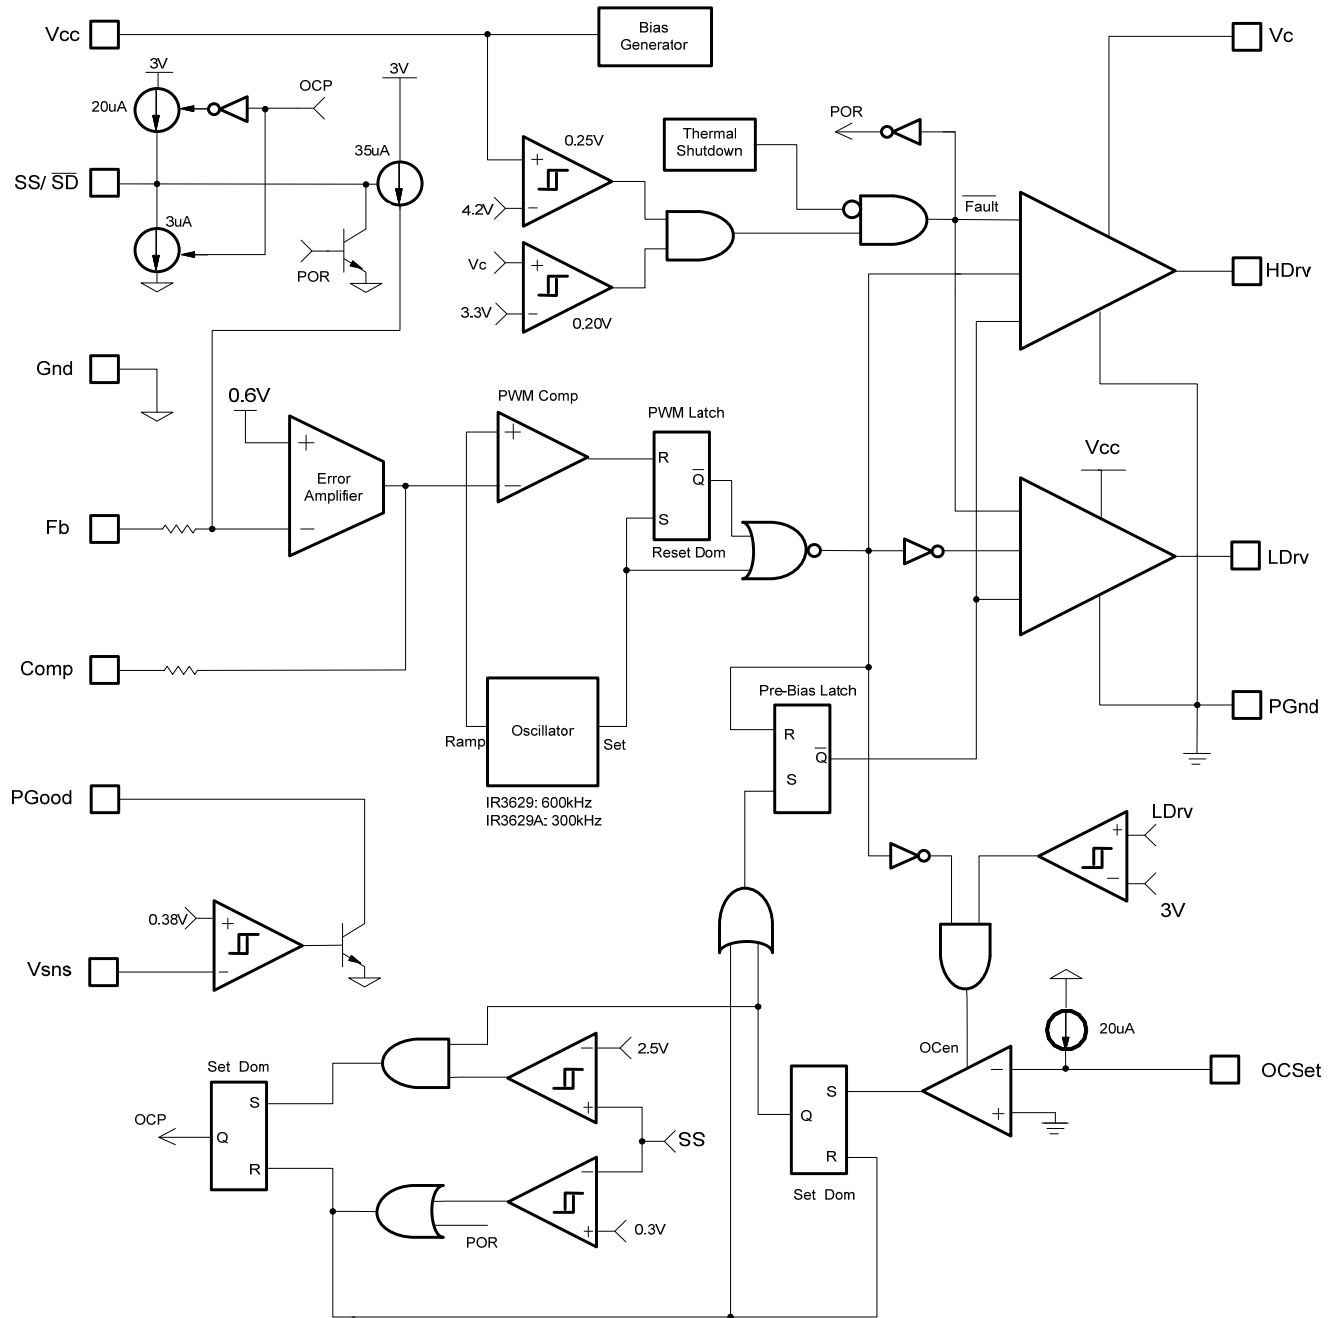 Vcc
Bias
Generator
Vc
3V
3V
OCP
20uA
0.25V
Thermal
Shutdown
POR
35uA
SS/ SD
+
4.2V
−
Fault
3uA
POR
Vc
+
3.3V
−
0.20V
HDrv
Gnd
0.6V
PWM Comp
PWM Latch
+
+
R
Error
Amplifier
Q
Vcc
−
−
S
Fb
Reset Dom
LDrv
Comp
Pre-Bias Latch
PGnd
Oscillator
R
Ramp
Set
Q
S
PGood
IR3629: 600kHz
IR3629A: 300kHz
LDrv
+
−
3V
0.38V
+
Vsns
−
20uA
−
2.5V
OCen
Set Dom
−
OCSet
S
+
S
OCP
Q
SS
Q
+
R
−
R
Set Dom
POR
+
0.3V